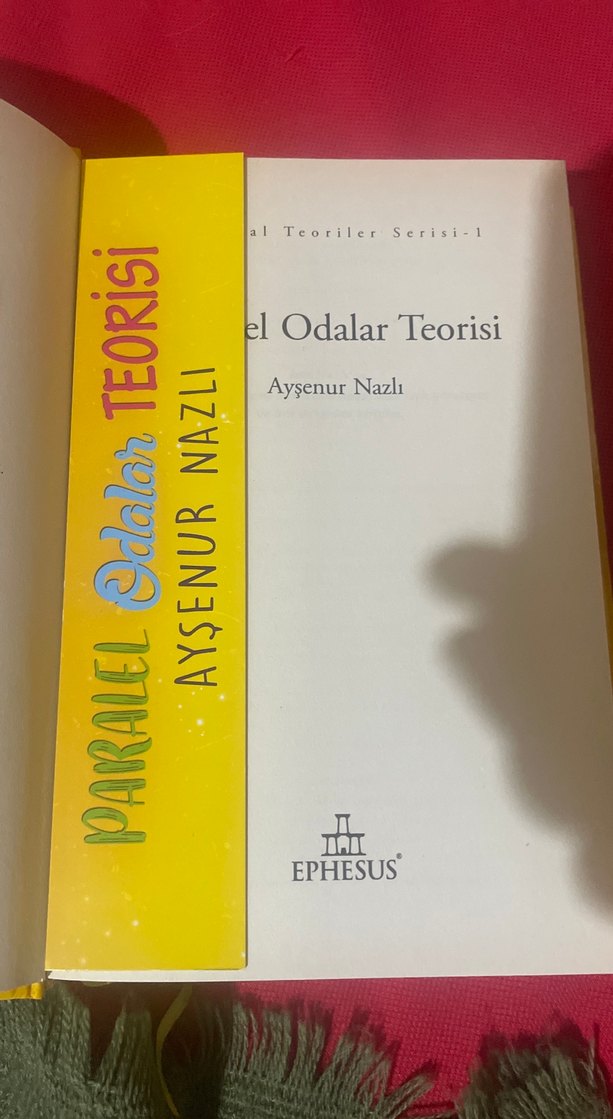 PARALEL Odalar TEORİSİ
AYŞENUR NAZLI
al Teoriler Serisi-1
el Odalar Teorisi
Ayşenur Nazlı
EPHESUS®